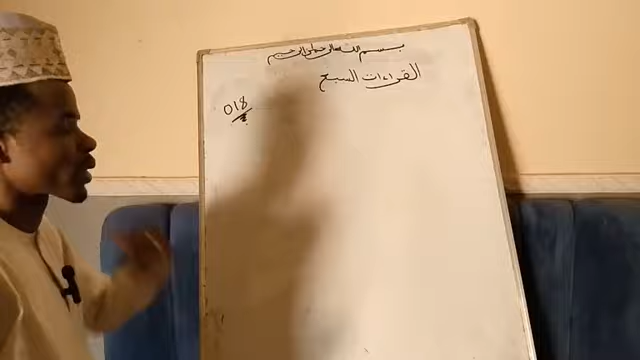 بسم الله الرحمن الرحيم
القراءات السبع
018